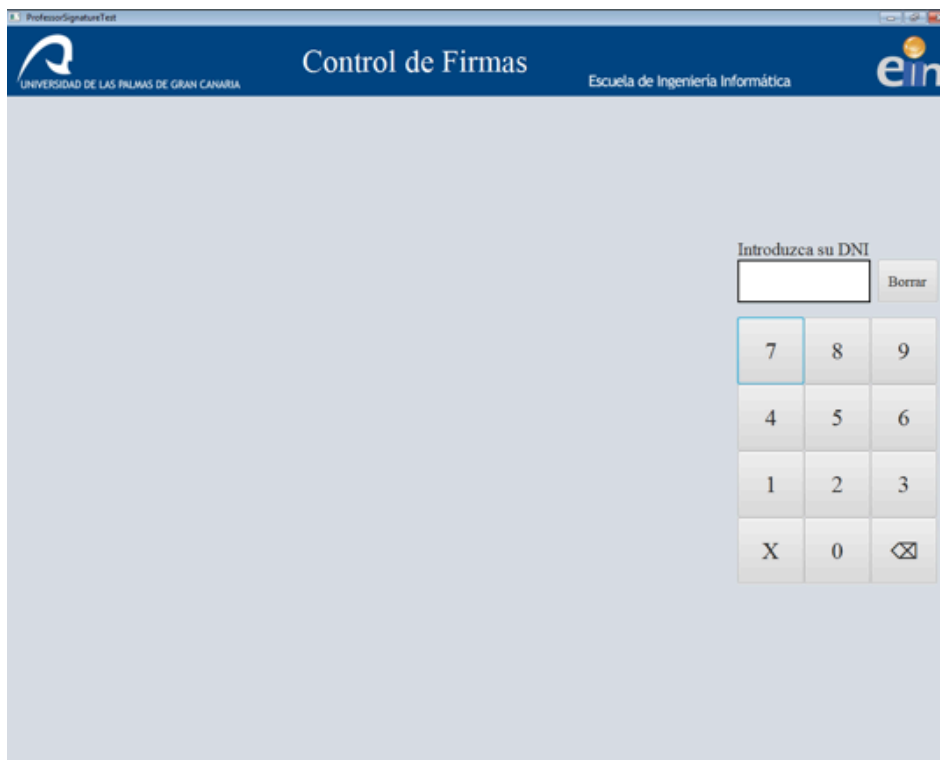 ProfessorSignatureTest
UNIVERSIDAD DE LAS PALMAS DE GRAN CANARIA
Control de Firmas
Escuela de Ingeniería Informática
Introduzca su DNI
Borrar
7 8 9
4 5 6
1 2 3
X 0 ⌫